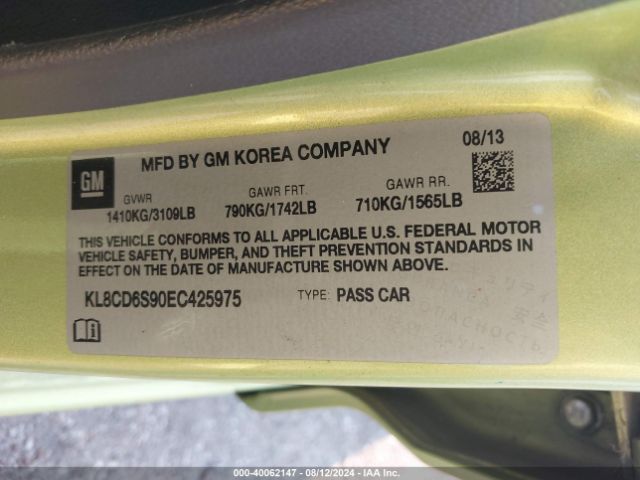 MFD BY GM KOREA COMPANY 08/13
GM
GVWR GAWR FRT. GAWR RR.
1410KG/3109LB 790KG/1742LB 710KG/1565LB
THIS VEHICLE CONFORMS TO ALL APPLICABLE U.S. FEDERAL MOTOR
VEHICLE SAFETY, BUMPER, AND THEFT PREVENTION STANDARDS IN
EFFECT ON THE DATE OF MANUFACTURE SHOWN ABOVE.
KL8CD6S90EC425975 TYPE: PASS CAR
000-40062147 - 08/12/2024 - IAA Inc.